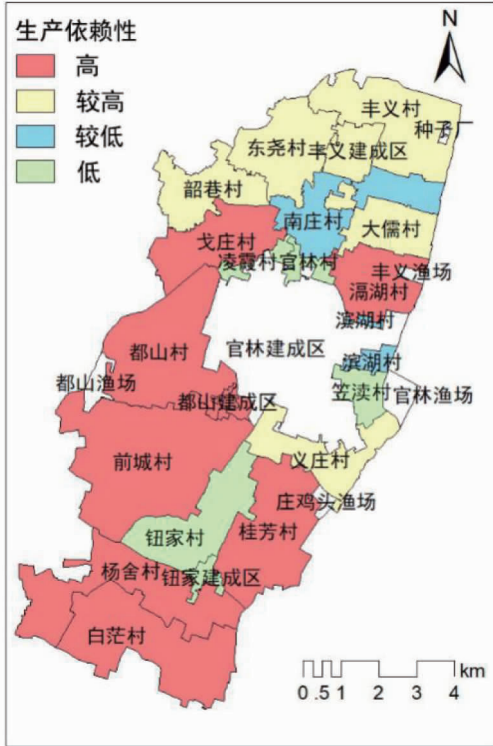 生产依赖性
高
较高
较低
低
N
丰义村
种子厂
东尧村
丰义建成区
韶巷村
南庄村
大儒村
戈庄村
凌霞村
官林村
丰义渔场
滆湖村
滨湖村
官林建成区
都山村
滨湖村
都山渔场
笠渎村
官林渔场
都山建成区
前城村
义庄村
庄鸡头渔场
钮家村
桂芳村
杨舍村
钮家建成区
白茫村
km
0 .5 1 2 3 4